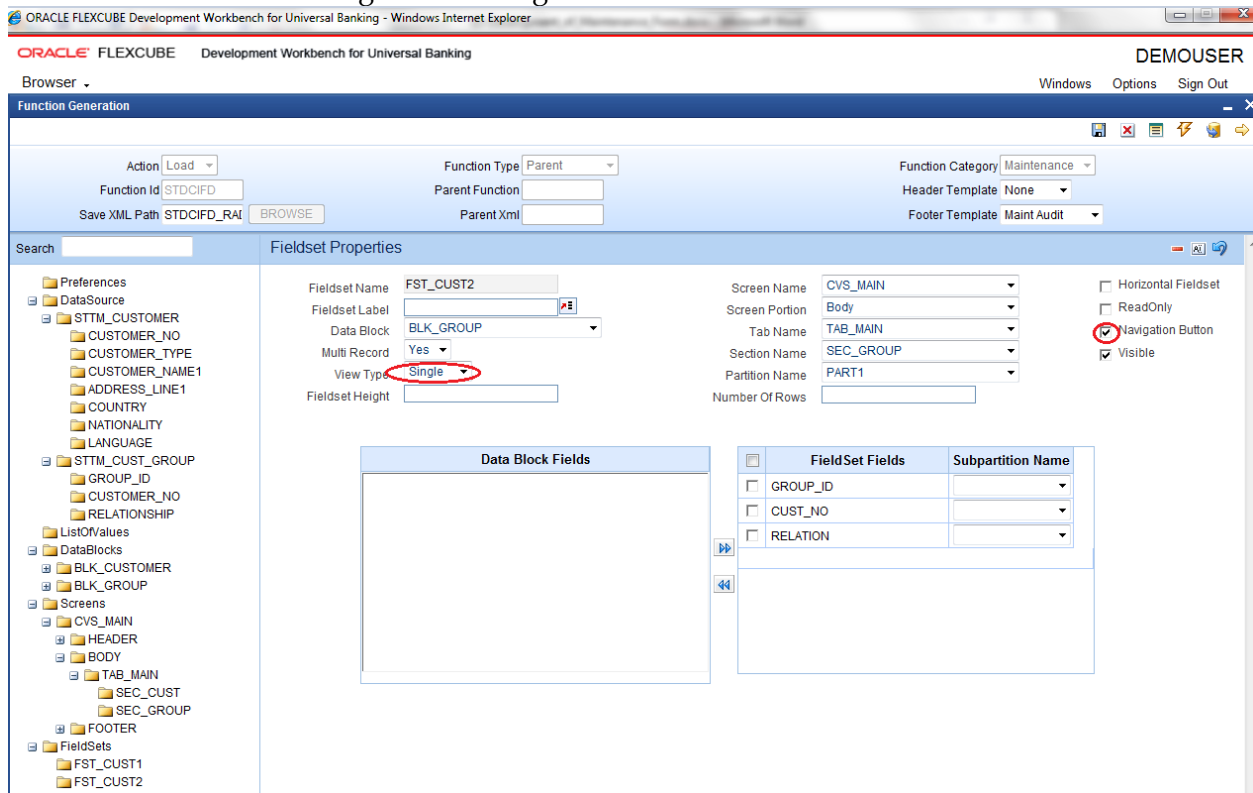 ORACLE FLEXCUBE Development Workbench for Universal Banking - Windows Internet Explorer
ORACLE FLEXCUBE Development Workbench for Universal Banking DEMOUSER
Browser Windows Options Sign Out
Function Generation
Action Load Function Type Parent Function Category Maintenance
Function Id STDCIFD Parent Function Header Template None
Save XML Path STDCIFD_RAD BROWSE Parent Xml Footer Template Maint Audit
Search Fieldset Properties
Fieldset Name FST_CUST2 Screen Name CVS_MAIN Horizontal Fieldset
Fieldset Label Screen Portion Body ReadOnly
Data Block BLK_GROUP Tab Name TAB_MAIN Navigation Button
Multi Record Yes Section Name SEC_GROUP Visible
View Type Single Partition Name PART1
Fieldset Height Number Of Rows
Data Block Fields FieldSet Fields Subpartition Name
GROUP_ID
CUST_NO
RELATION
Preferences
DataSource
STTM_CUSTOMER
CUSTOMER_NO
CUSTOMER_TYPE
CUSTOMER_NAME1
ADDRESS_LINE1
COUNTRY
NATIONALITY
LANGUAGE
STTM_CUST_GROUP
GROUP_ID
CUSTOMER_NO
RELATIONSHIP
ListOfValues
DataBlocks
BLK_CUSTOMER
BLK_GROUP
Screens
CVS_MAIN
HEADER
BODY
TAB_MAIN
SEC_CUST
SEC_GROUP
FOOTER
FieldSets
FST_CUST1
FST_CUST2